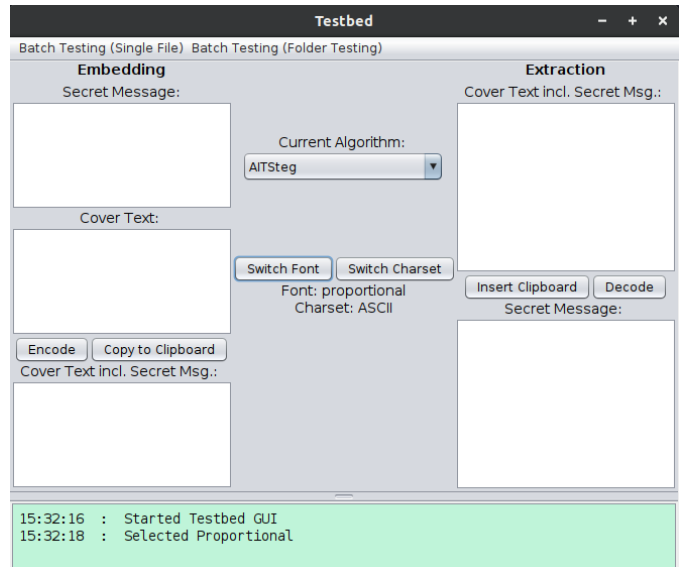 Testbed
Batch Testing (Single File) Batch Testing (Folder Testing)
Embedding
Secret Message:
Cover Text:
Encode
Copy to Clipboard
Cover Text incl. Secret Msg.:
Current Algorithm:
AITSteg
Switch Font
Switch Charset
Font: proportional
Charset: ASCII
Extraction
Cover Text incl. Secret Msg.:
Insert Clipboard
Decode
Secret Message:
15:32:16 : Started Testbed GUI
15:32:18 : Selected Proportional